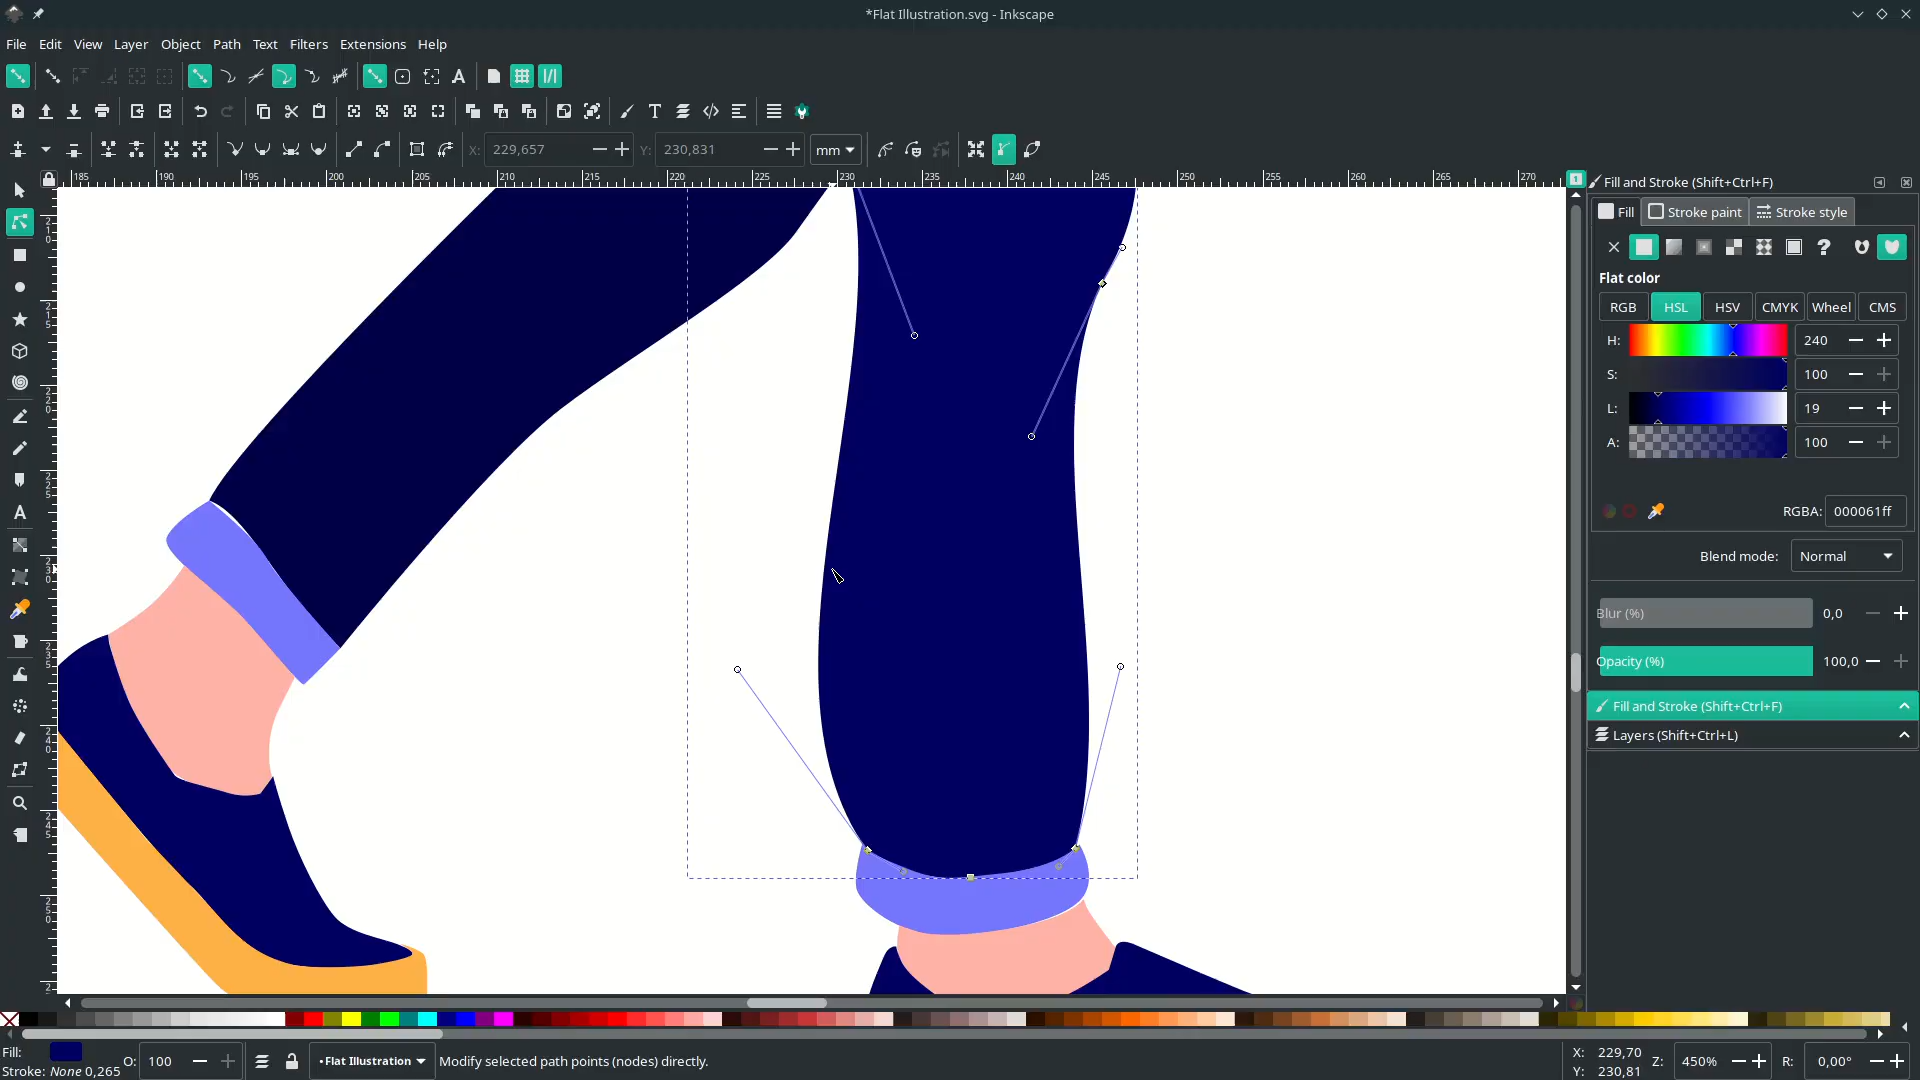 *Flat Illustration.svg - Inkscape
File Edit View Layer Object Path Text Filters Extensions Help
X: 229,657 Y: 230,831 mm
185 190 195 200 205 210 215 220 225 230 235 240 245 250 255 260 265 270
Fill and Stroke (Shift+Ctrl+F)
Fill Stroke paint Stroke style
Flat color
RGB HSL HSV CMYK Wheel CMS
H: 240
S: 100
L: 19
A: 100
RGBA: 000061ff
Blend mode: Normal
Blur (%) 0,0
Opacity (%) 100,0
Fill and Stroke (Shift+Ctrl+F)
Layers (Shift+Ctrl+L)
Fill:
Stroke: None 0,265
O: 100
•Flat Illustration
Modify selected path points (nodes) directly.
X: 229,70
Y: 230,81
Z: 450%
R: 0,00°